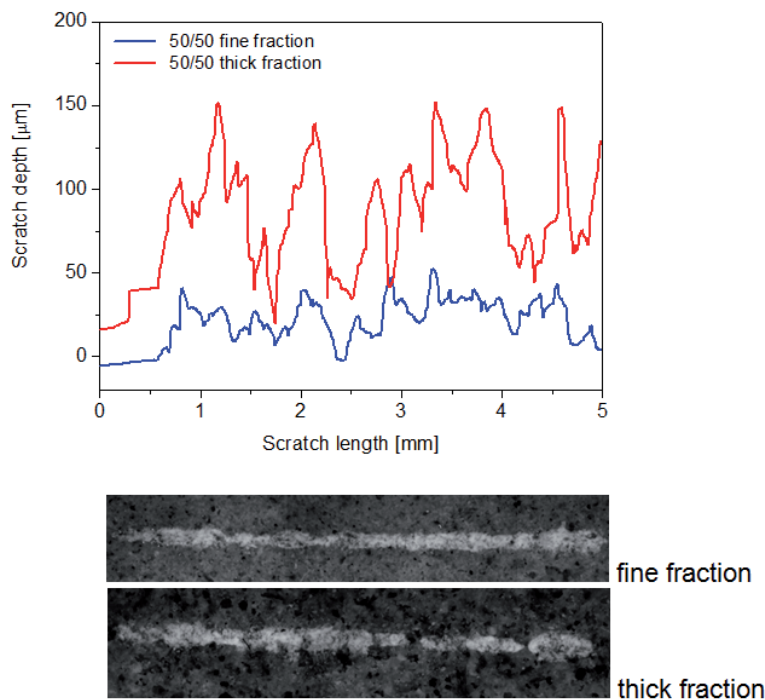 200
50/50 fine fraction
50/50 thick fraction
150
100
50
0
Scratch depth [µm]
0 1 2 3 4 5
Scratch length [mm]
fine fraction
thick fraction